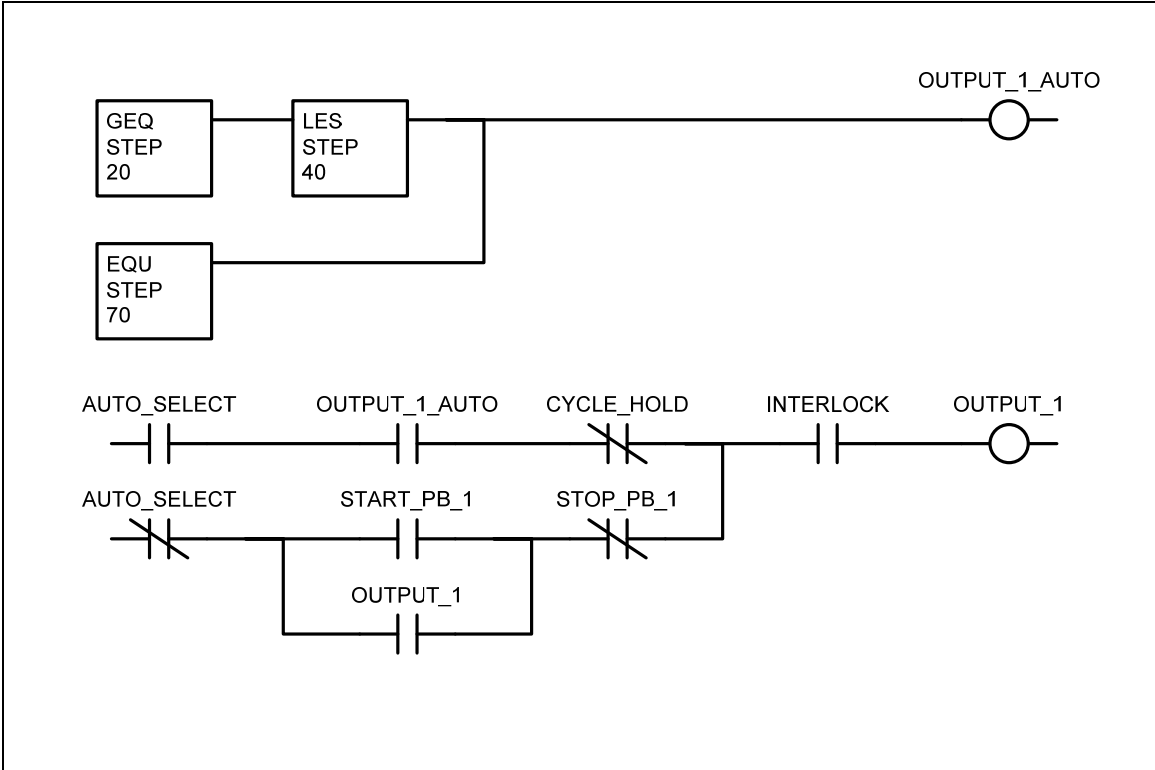 OUTPUT_1_AUTO
GEQ
STEP
20
LES
STEP
40
EQU
STEP
70
AUTO_SELECT
OUTPUT_1_AUTO
CYCLE_HOLD
INTERLOCK
OUTPUT_1
AUTO_SELECT
START_PB_1
STOP_PB_1
OUTPUT_1